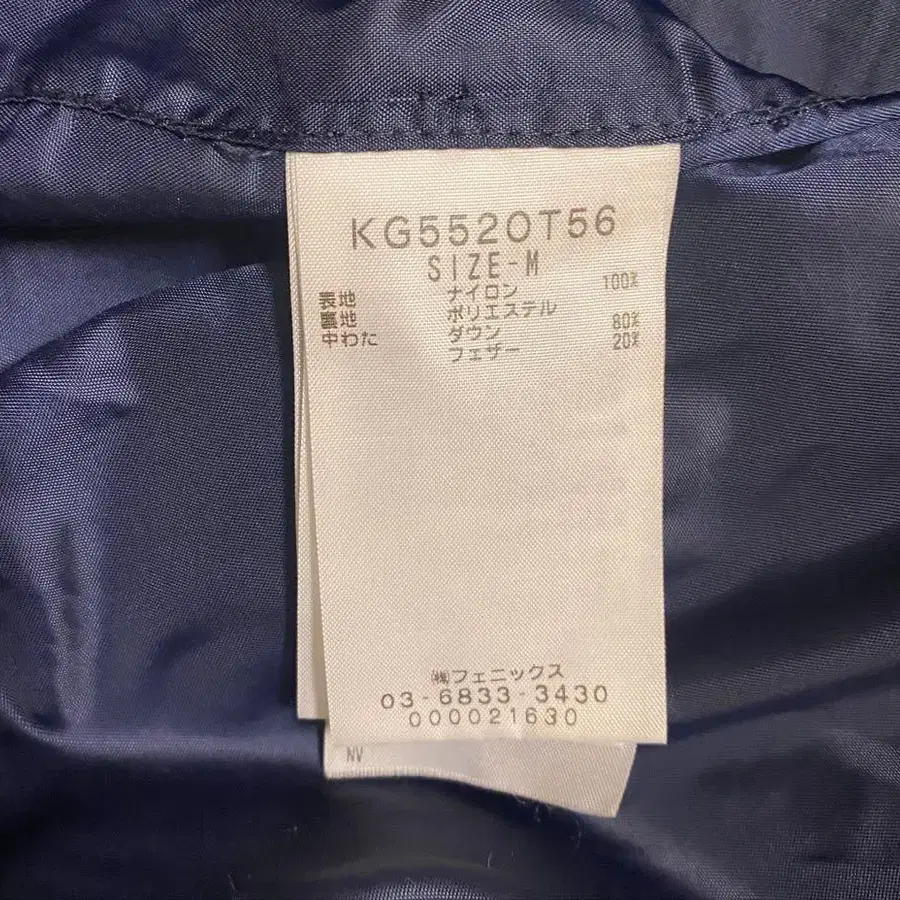 KG5520T56
SIZE-M
表地 ナイロン 100%
裏地 ポリエステル
中わた ダウン 80%
フェザー 20%
㈱フェニックス
03-6833-3430
000021630
NV